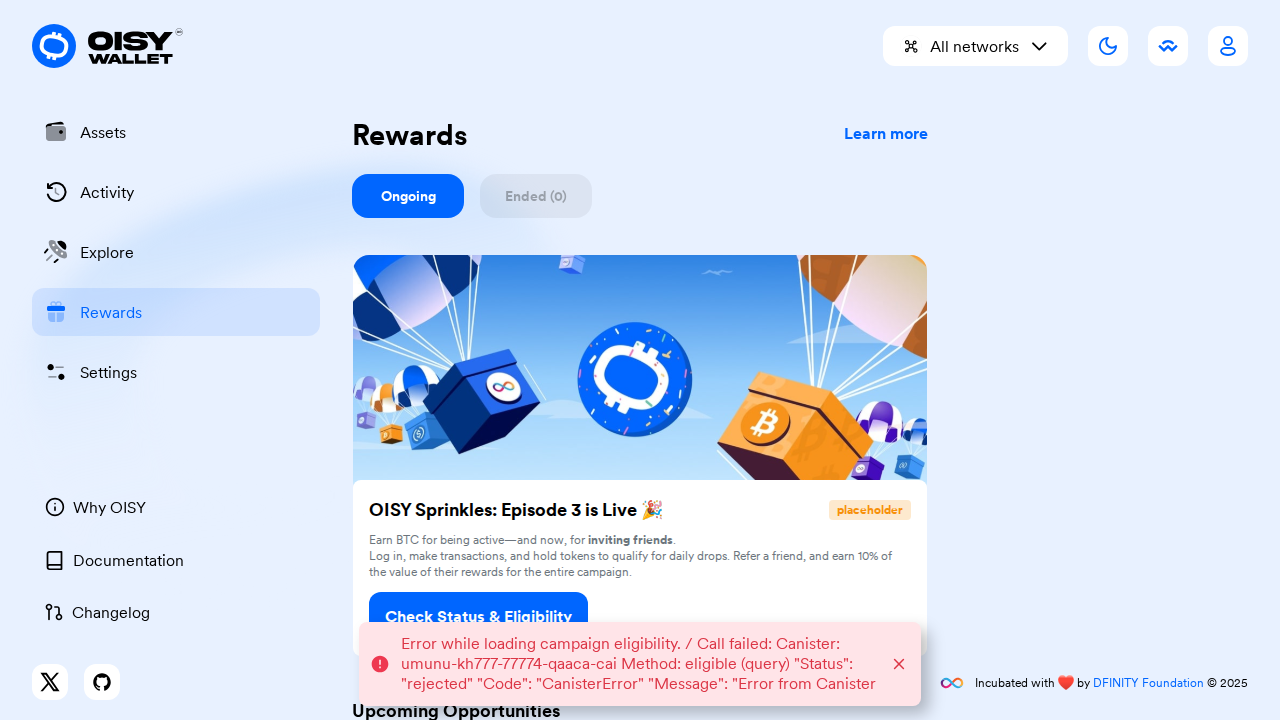 OISY
WALLET
All networks
Assets
Activity
Explore
Rewards
Settings
Why OISY
Documentation
Changelog
Rewards
Learn more
Ongoing
Ended (0)
OISY Sprinkles: Episode 3 is Live 🎉
placeholder
Earn BTC for being active—and now, for inviting friends.
Log in, make transactions, and hold tokens to qualify for daily drops. Refer a friend, and earn 10% of
the value of their rewards for the entire campaign.
Check Status & Eligibility
Error while loading campaign eligibility. / Call failed: Canister:
umunu-kh777-77774-qaaca-cai Method: eligible (query) "Status":
"rejected" "Code": "CanisterError" "Message": "Error from Canister
Upcoming Opportunities
Incubated with ❤️ by DFINITY Foundation © 2025